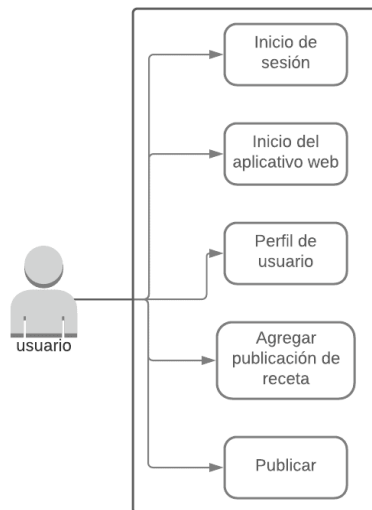 Inicio de
sesión
Inicio del
aplicativo web
Perfil de
usuario
usuario
Agregar
publicación de
receta
Publicar